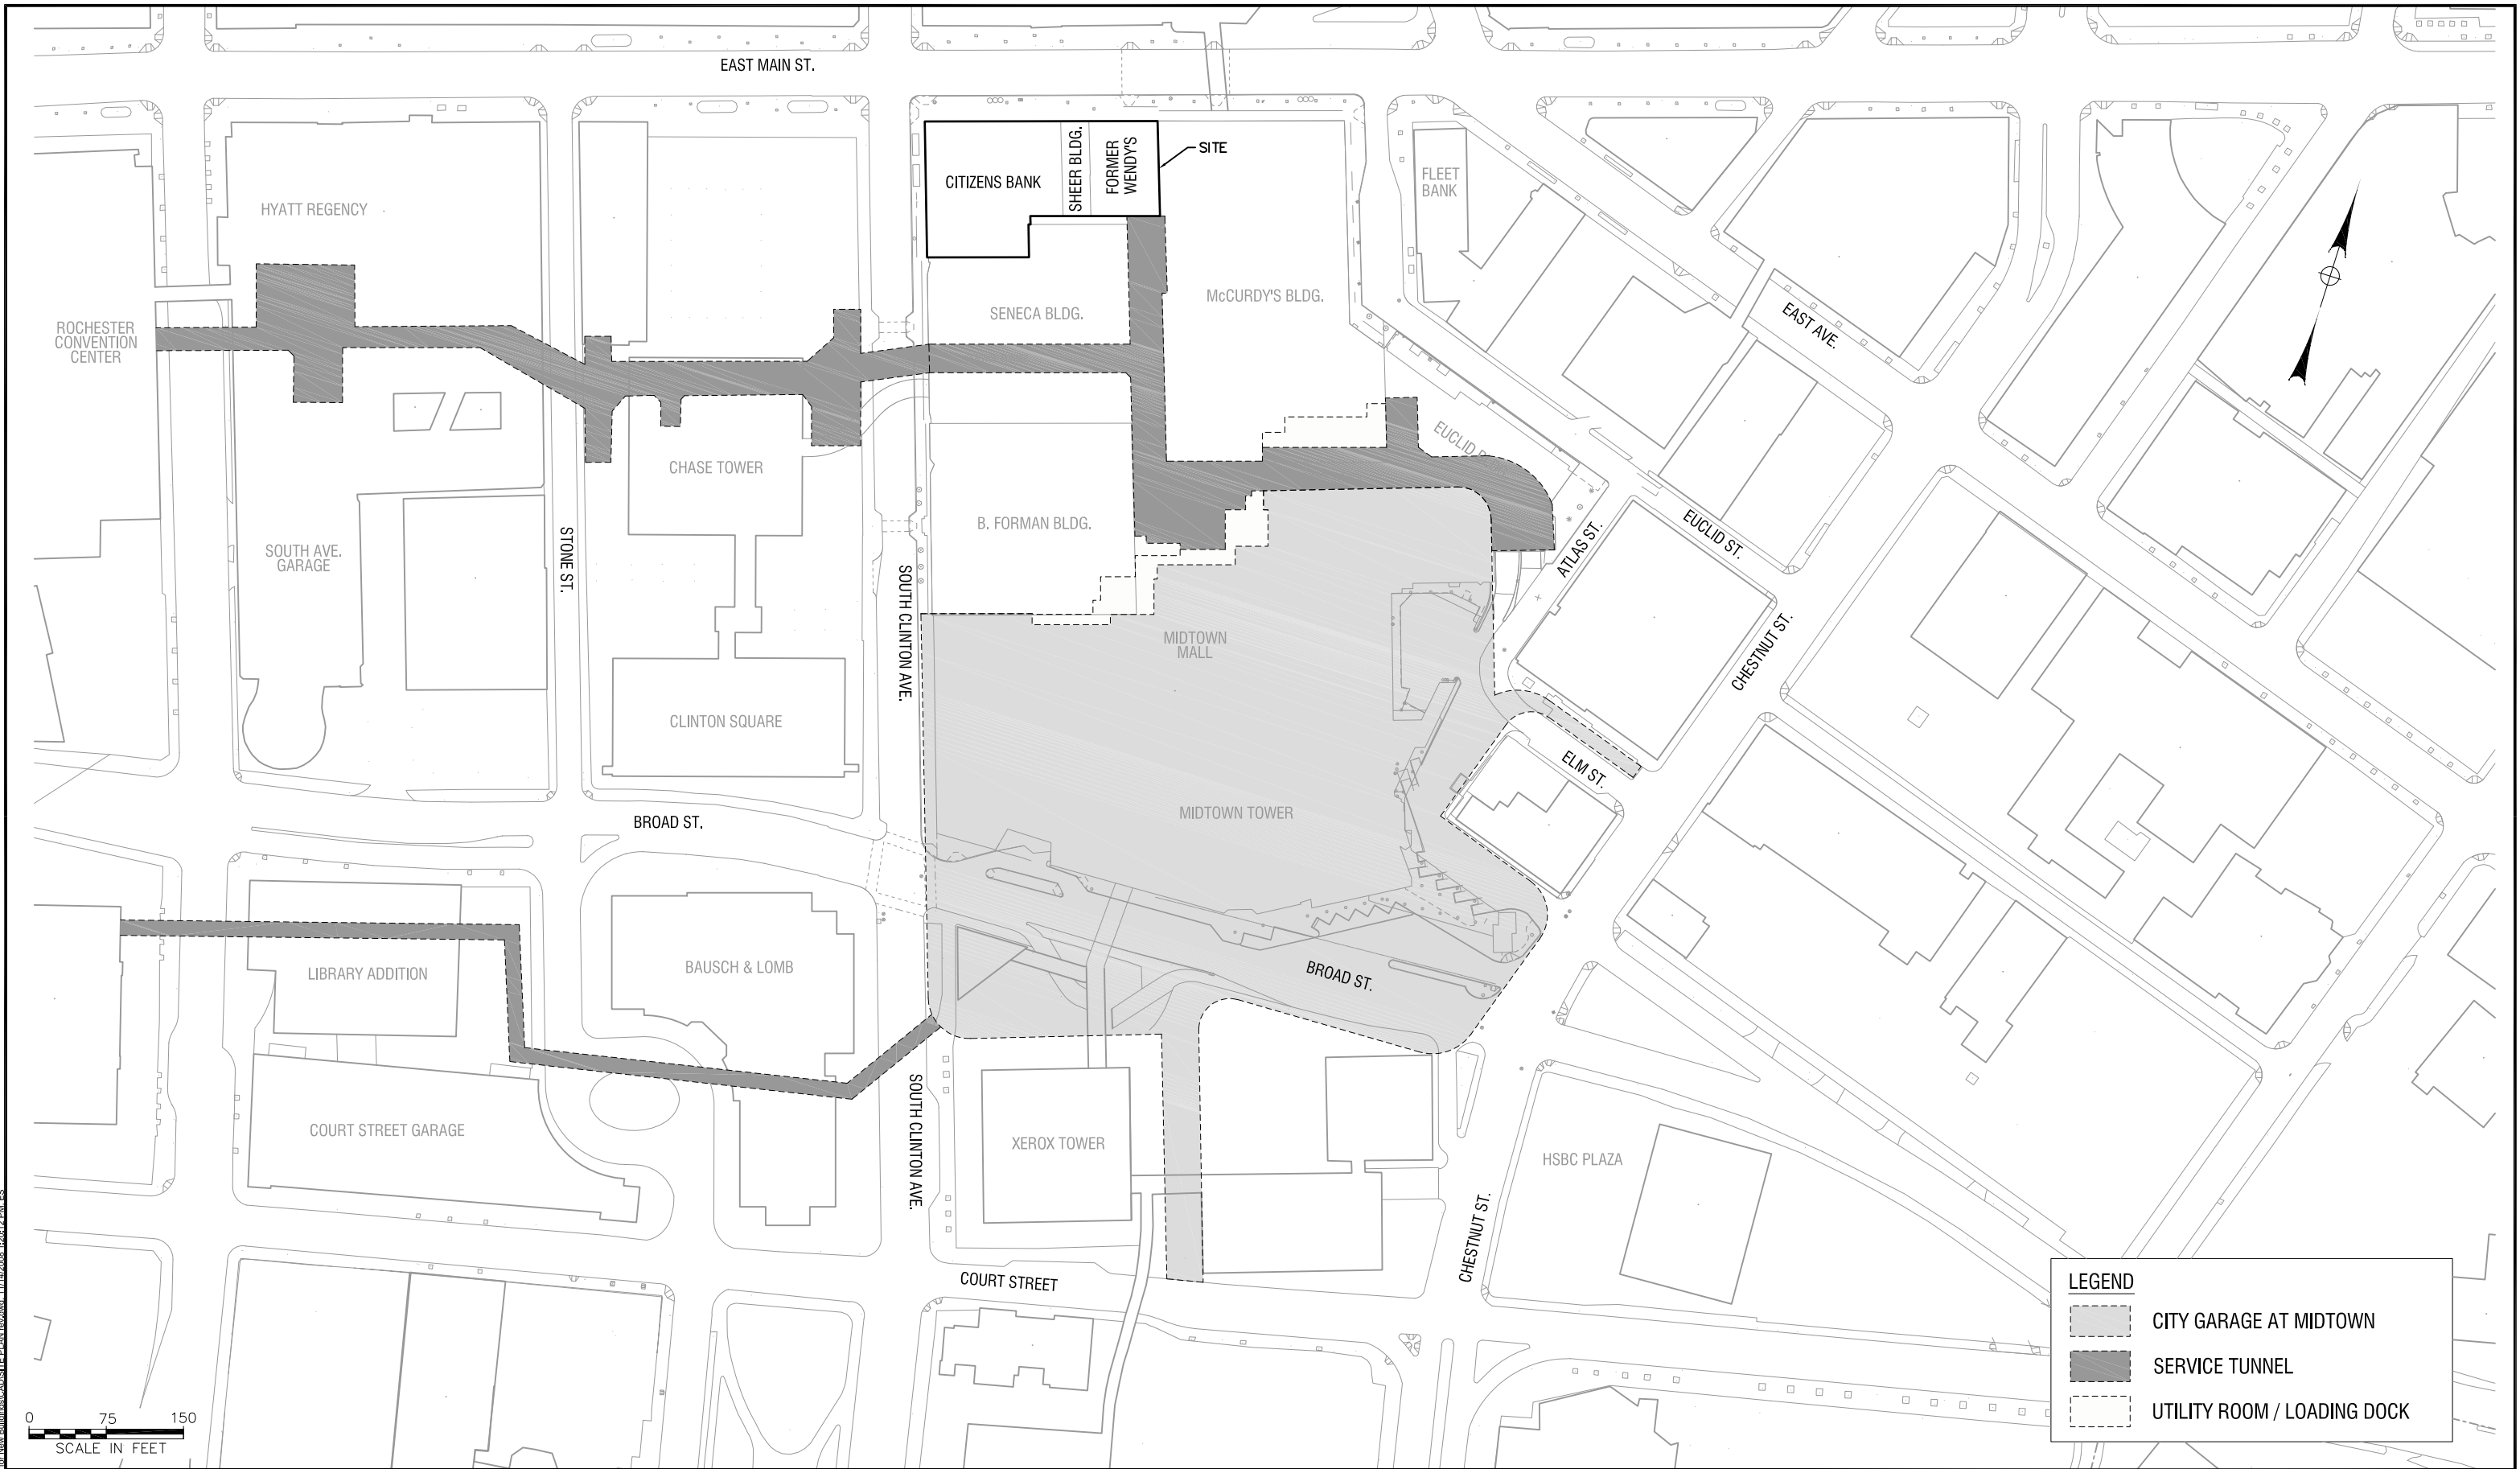 EAST MAIN ST.
CITIZENS BANK
SHEER BLDG.
FORMER
WENDY'S
SITE
FLEET
BANK
HYATT REGENCY
ROCHESTER
CONVENTION
CENTER
SENECA BLDG.
McCURDY'S BLDG.
EAST AVE.
CHASE TOWER
EUCLID
B. FORMAN BLDG.
SOUTH AVE.
GARAGE
STONE ST.
SOUTH CLINTON AVE.
ATLAS ST.
EUCLID ST.
CHESTNUT ST.
MIDTOWN
MALL
CLINTON SQUARE
ELM ST.
MIDTOWN TOWER
BROAD ST.
LIBRARY ADDITION
BAUSCH & LOMB
BROAD ST.
COURT STREET GARAGE
SOUTH CLINTON AVE.
XEROX TOWER
HSBC PLAZA
CHESTNUT ST.
COURT STREET
LEGEND
CITY GARAGE AT MIDTOWN
SERVICE TUNNEL
UTILITY ROOM / LOADING DOCK
0 75 150
SCALE IN FEET